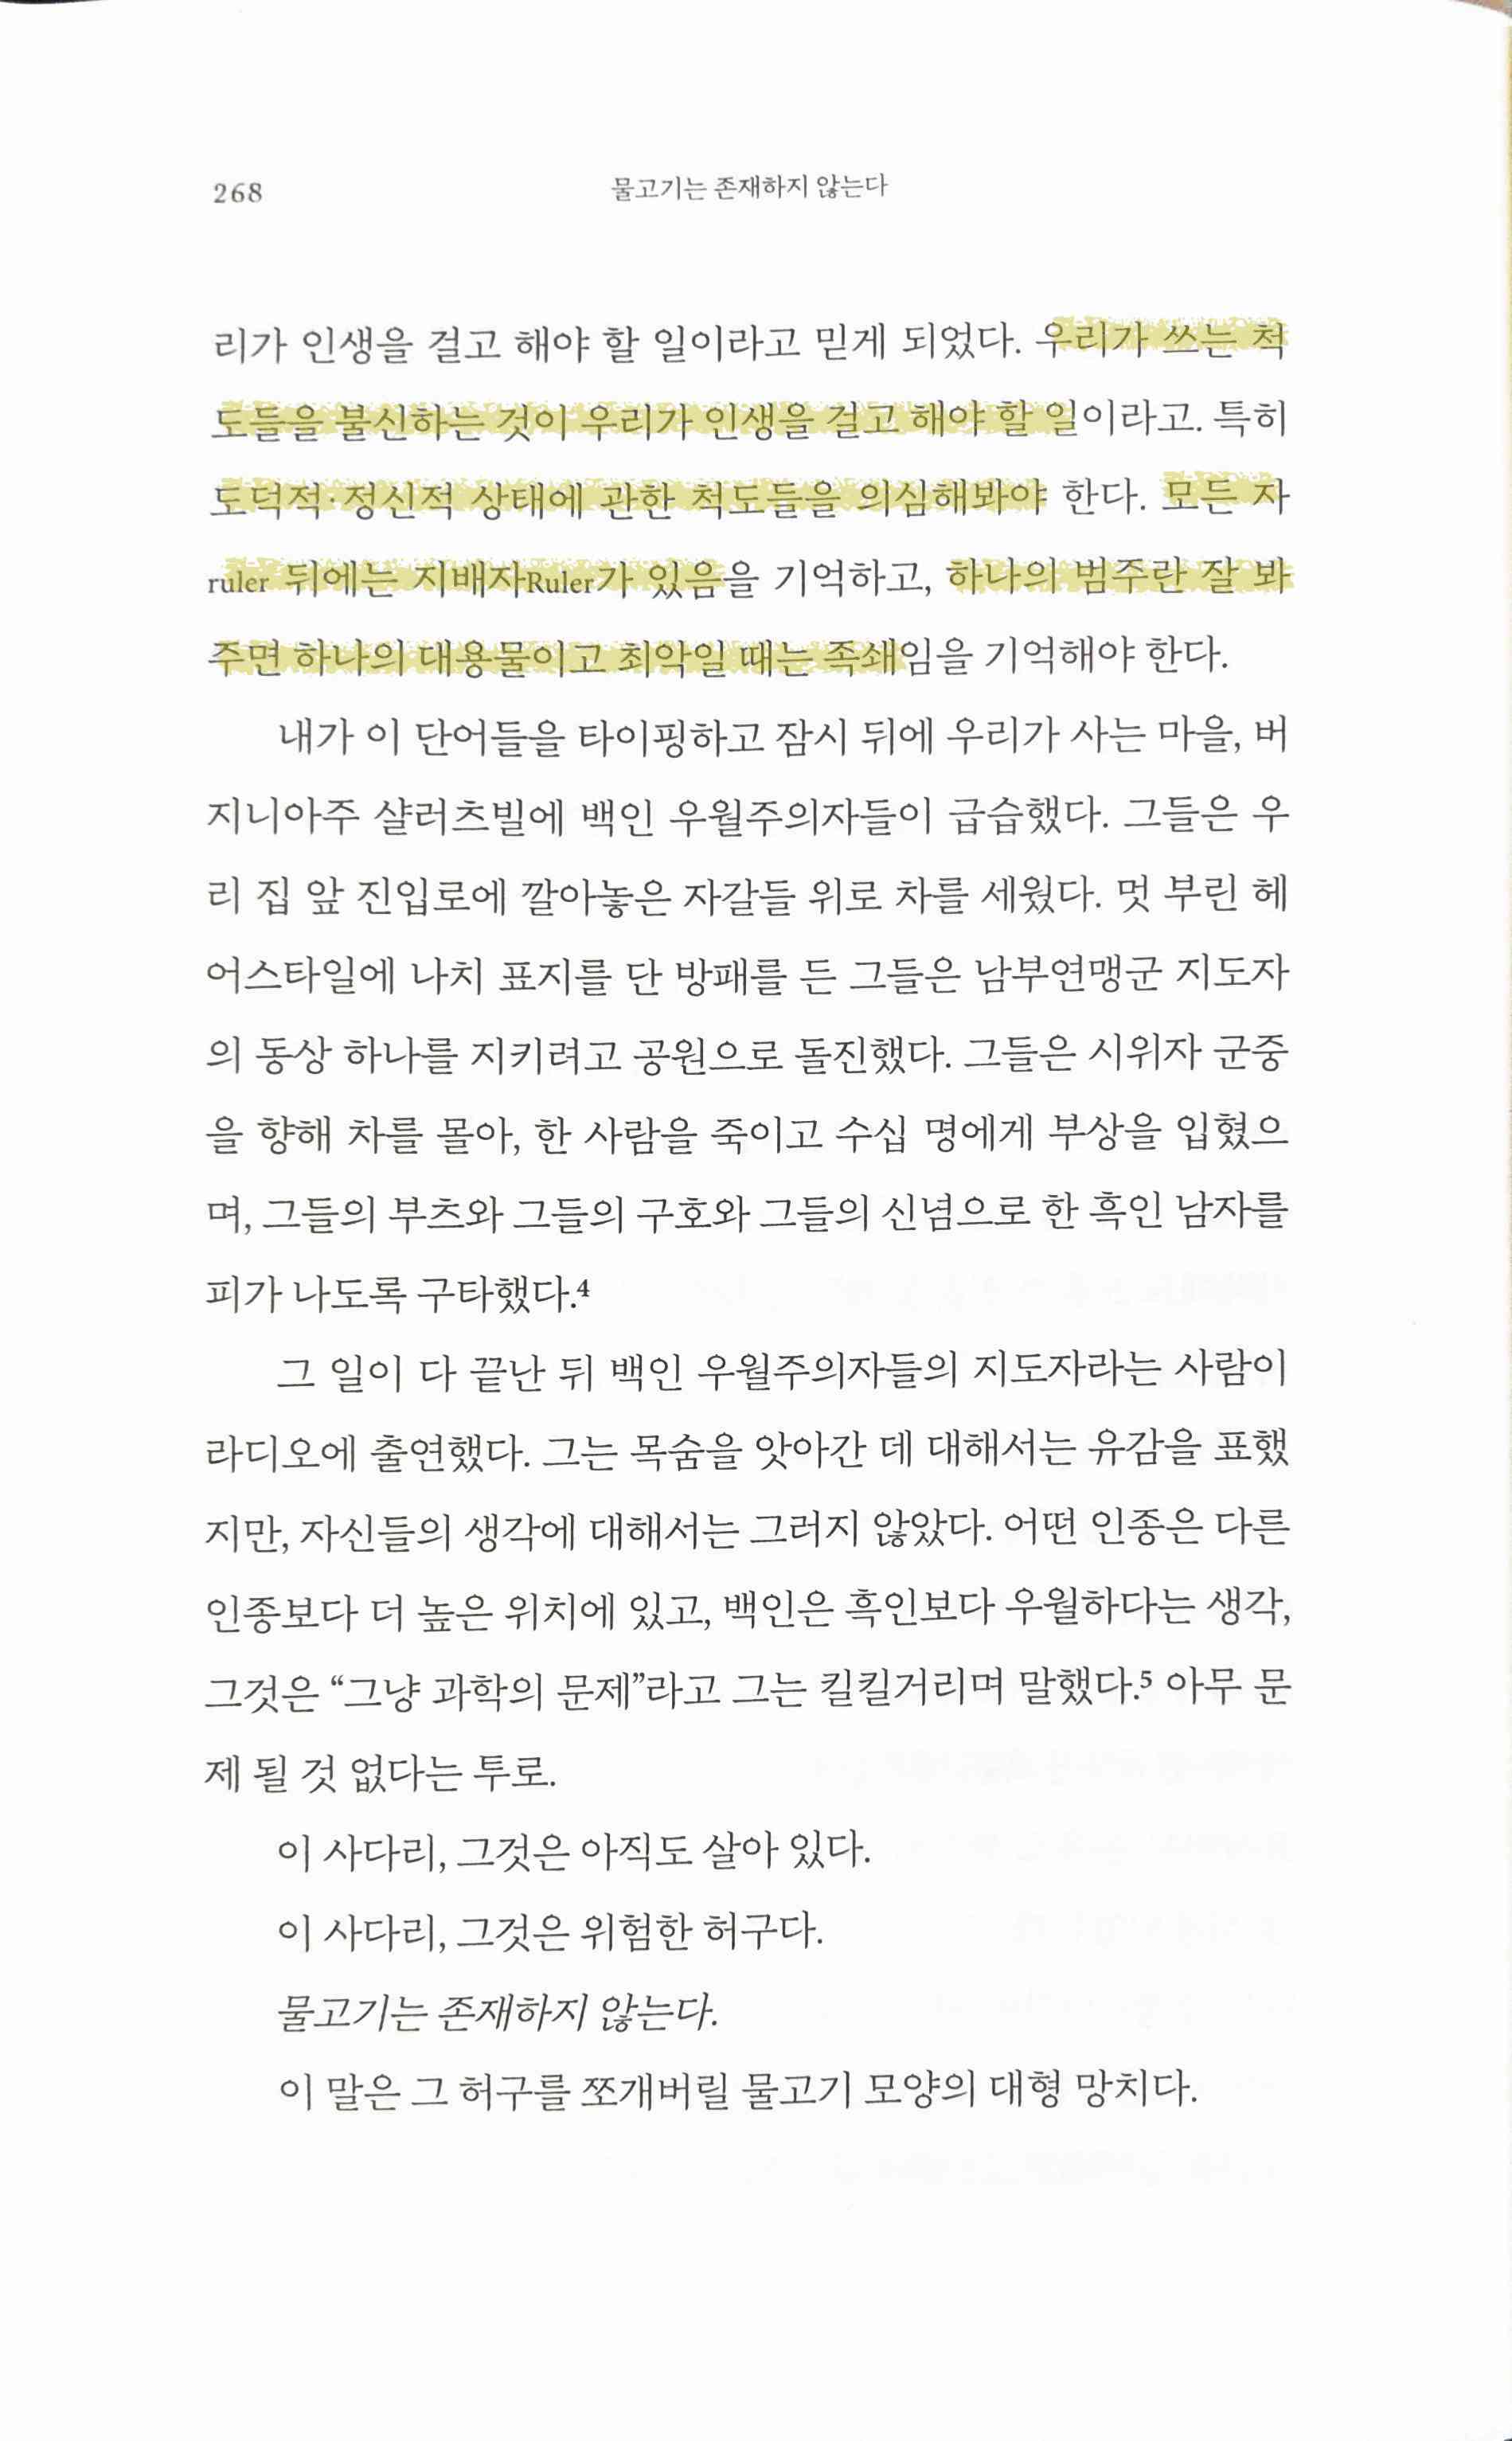 268
물고기는 존재하지 않는다
리가 인생을 걸고 해야 할 일이라고 믿게 되었다. 우리가 쓰는 척
도들을 불신하는 것이 우리가 인생을 걸고 해야 할 일이라고. 특히
도덕적·정신적 상태에 관한 척도들을 의심해봐야 한다. 모든 자
ruler 뒤에는 지배자Ruler가 있음을 기억하고, 하나의 범주란 잘 봐
주면 하나의 대용물이고 최악일 때는 족쇄임을 기억해야 한다.
내가 이 단어들을 타이핑하고 잠시 뒤에 우리가 사는 마을, 버
지니아주 샬러츠빌에 백인 우월주의자들이 급습했다. 그들은 우
리 집 앞 진입로에 깔아놓은 자갈들 위로 차를 세웠다. 멋 부린 헤
어스타일에 나치 표지를 단 방패를 든 그들은 남부연맹군 지도자
의 동상 하나를 지키려고 공원으로 돌진했다. 그들은 시위자 군중
을 향해 차를 몰아, 한 사람을 죽이고 수십 명에게 부상을 입혔으
며, 그들의 부츠와 그들의 구호와 그들의 신념으로 한 흑인 남자를
피가 나도록 구타했다.4
그 일이 다 끝난 뒤 백인 우월주의자들의 지도자라는 사람이
라디오에 출연했다. 그는 목숨을 앗아간 데 대해서는 유감을 표했
지만, 자신들의 생각에 대해서는 그러지 않았다. 어떤 인종은 다른
인종보다 더 높은 위치에 있고, 백인은 흑인보다 우월하다는 생각,
그것은 “그냥 과학의 문제”라고 그는 킬킬거리며 말했다.5 아무 문
제 될 것 없다는 투로.
이 사다리, 그것은 아직도 살아 있다.
이 사다리, 그것은 위험한 허구다.
물고기는 존재하지 않는다.
이 말은 그 허구를 쪼개버릴 물고기 모양의 대형 망치다.